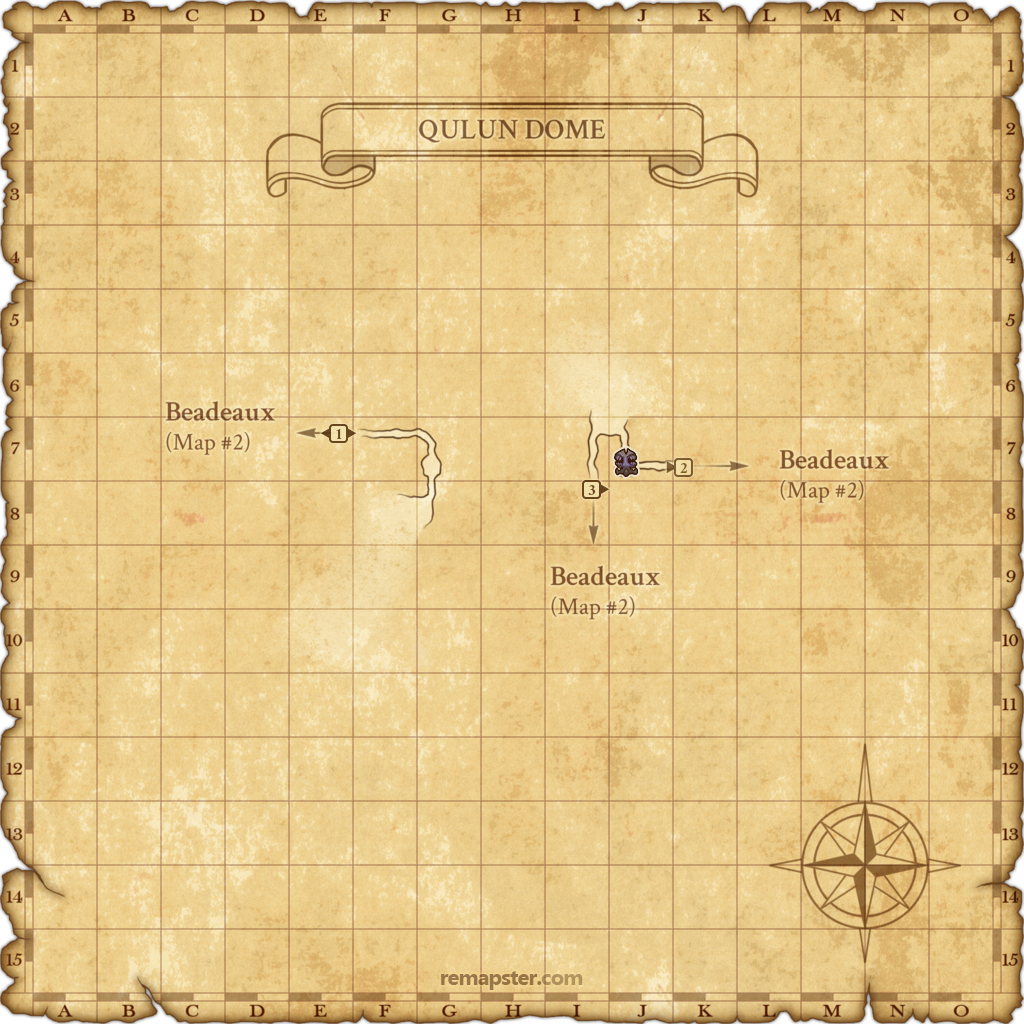 A B C D E F G H I J K L M N O
1 1
QULUN DOME
2 2
3 3
4 4
5 5
6 6
Beadeaux
(Map #2)
1
7 7
2
Beadeaux
(Map #2)
3
8 8
Beadeaux
(Map #2)
9 9
10 10
11 11
12 12
13 13
14 14
15 15
remapster.com
A B C D E F G H I J K L M N O